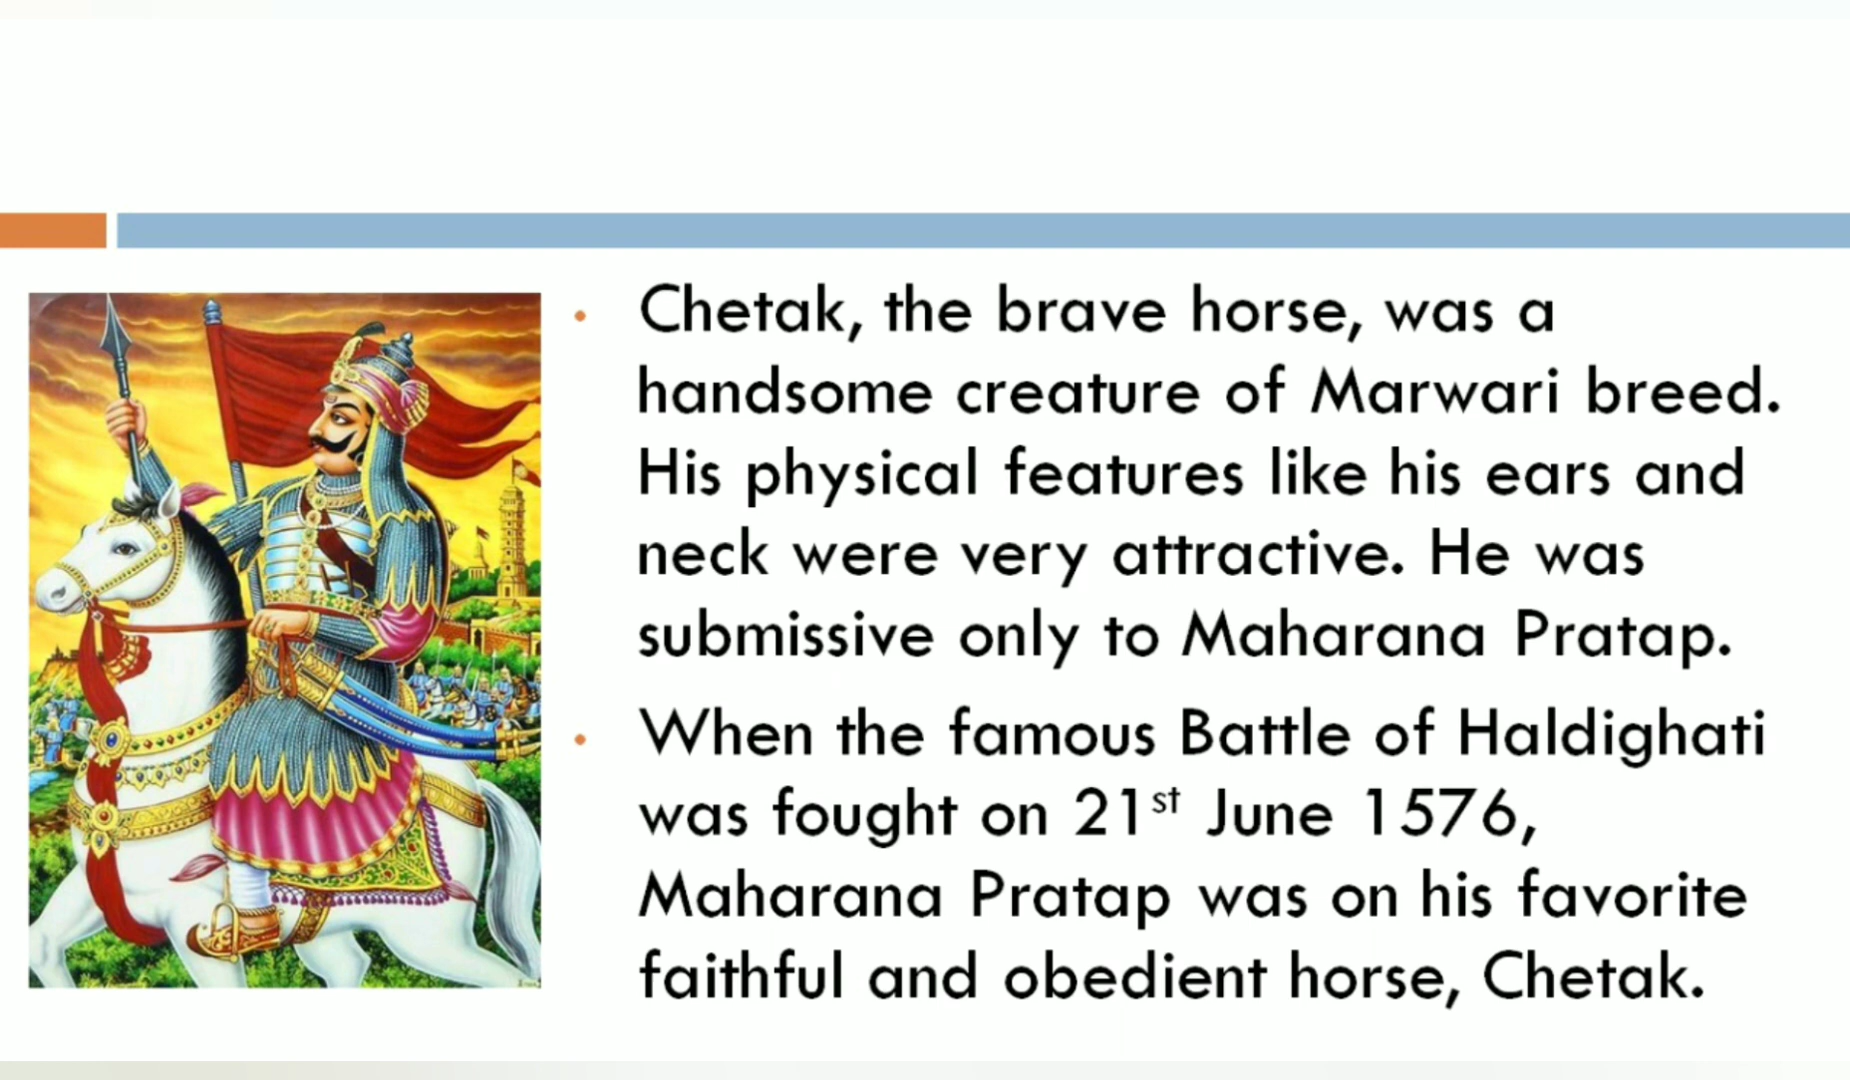 • Chetak, the brave horse, was a
handsome creature of Marwari breed.
His physical features like his ears and
neck were very attractive. He was
submissive only to Maharana Pratap.
• When the famous Battle of Haldighati
was fought on 21st June 1576,
Maharana Pratap was on his favorite
faithful and obedient horse, Chetak.